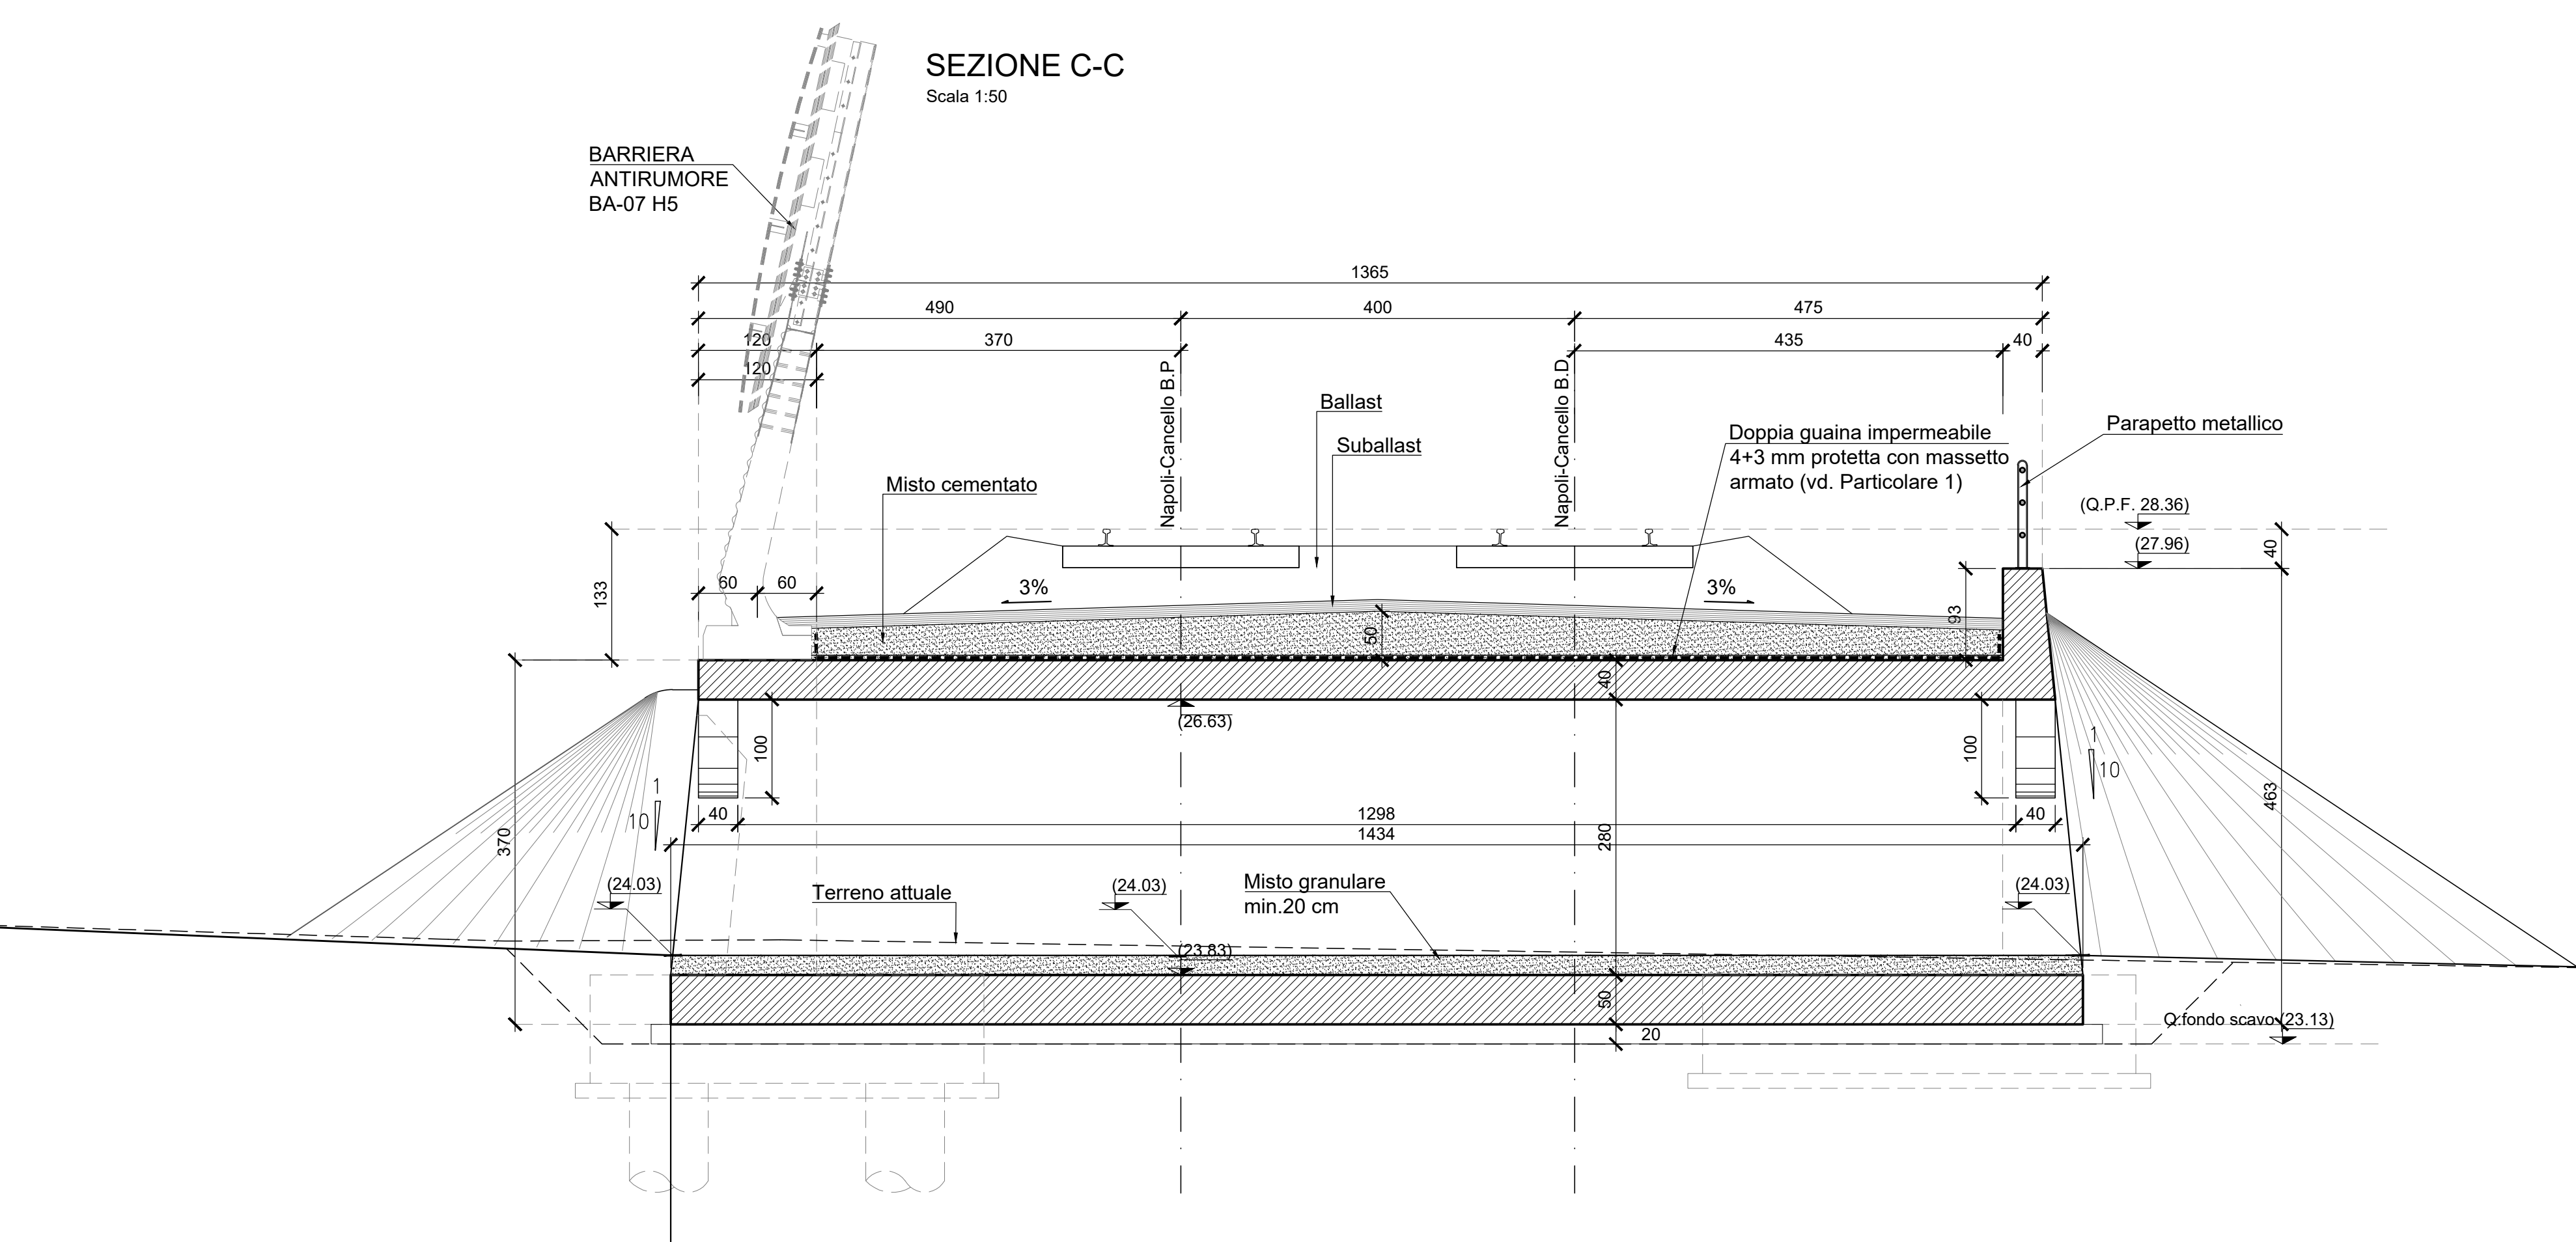 SEZIONE C-C
Scala 1:50
BARRIERA
ANTIRUMORE
BA-07 H5
1365
490
400
475
120
370
435
40
120
Napoli-Cancello B.P.
Napoli-Cancello B.D.
Ballast
Suballast
Misto cementato
Doppia guaina impermeabile
4+3 mm protetta con massetto
armato (vd. Particolare 1)
Parapetto metallico
(Q.P.F. 28.36)
(27.96)
40
133
60
60
3%
3%
93
50
40
(26.63)
100
100
1
10
1
10
40
1298
40
1434
370
280
463
(24.03)
Terreno attuale
(24.03)
Misto granulare
min.20 cm
(24.03)
(23.83)
50
20
Q.fondo scavo (23.13)